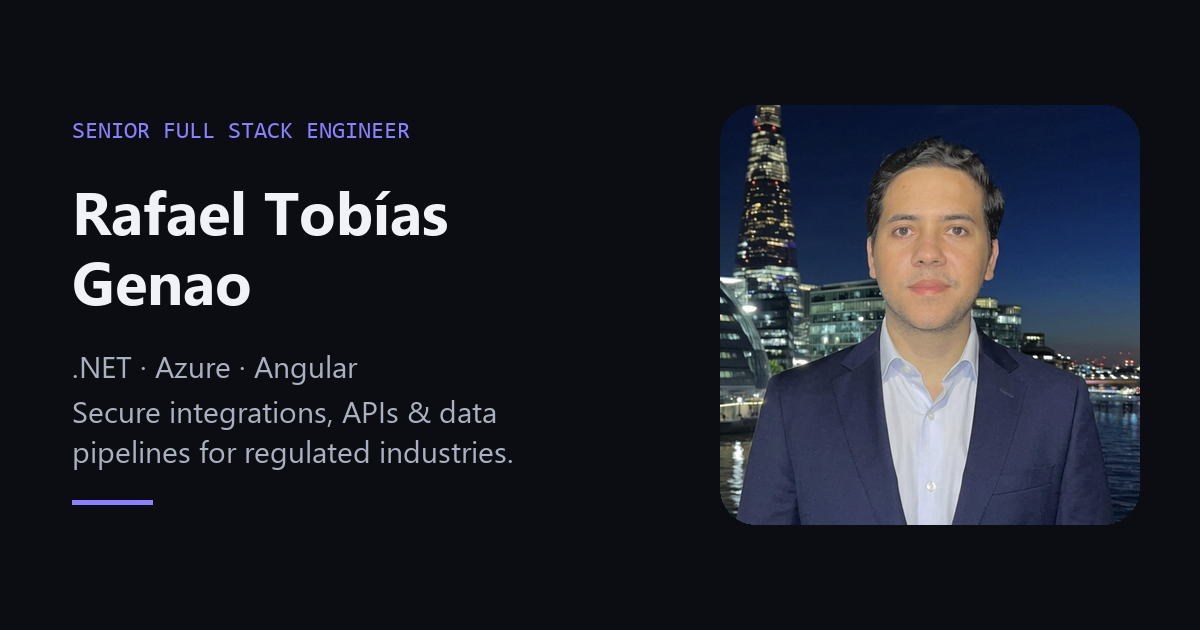 SENIOR FULL STACK ENGINEER
Rafael Tobías
Genao
.NET · Azure · Angular
Secure integrations, APIs & data
pipelines for regulated industries.